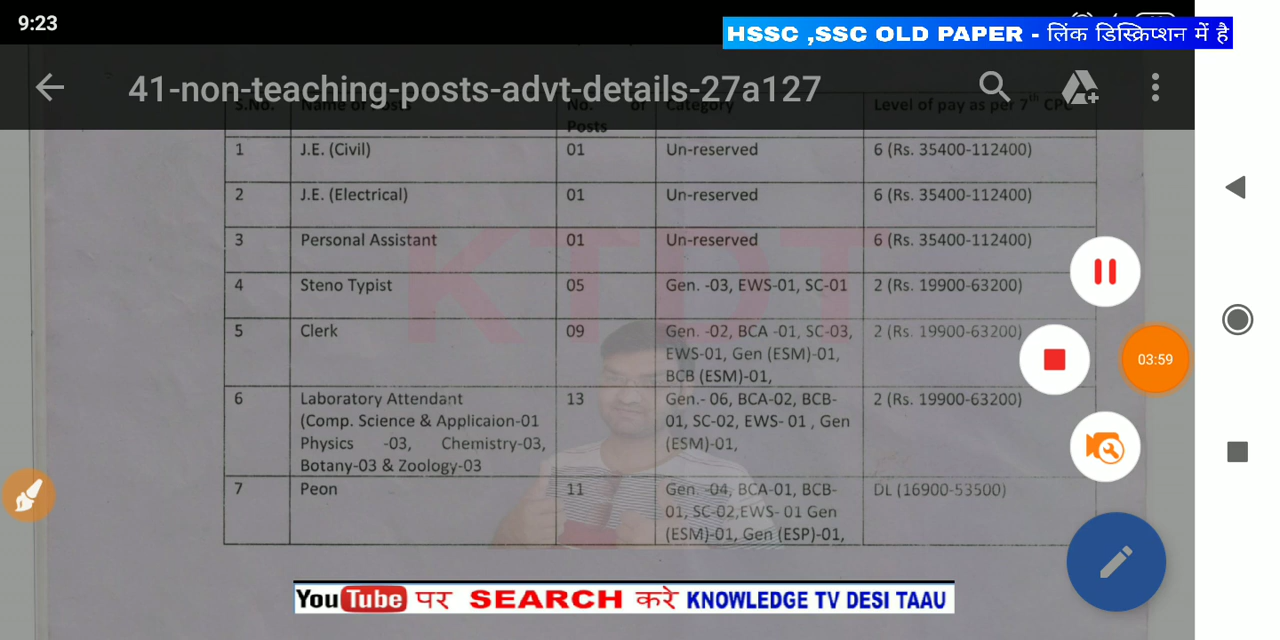 9:23
HSSC ,SSC OLD PAPER - लिंक डिस्क्रिप्शन में है
41-non-teaching-posts-advt-details-27a127
S.No. Name of Posts No. of Posts Category Level of pay as per 7th CPC
1 J.E. (Civil) 01 Un-reserved 6 (Rs. 35400-112400)
2 J.E. (Electrical) 01 Un-reserved 6 (Rs. 35400-112400)
3 Personal Assistant 01 Un-reserved 6 (Rs. 35400-112400)
4 Steno Typist 05 Gen. -03, EWS-01, SC-01 2 (Rs. 19900-63200)
5 Clerk 09 Gen. -02, BCA -01, SC-03, 2 (Rs. 19900-63200)
EWS-01, Gen (ESM)-01,
BCB (ESM)-01,
6 Laboratory Attendant 13 Gen.- 06, BCA-02, BCB- 2 (Rs. 19900-63200)
(Comp. Science & Applicaion-01 01, SC-02, EWS- 01 , Gen
Physics -03, Chemistry-03, (ESM)-01,
Botany-03 & Zoology-03
7 Peon 11 Gen. -04, BCA-01, BCB- DL (16900-53500)
01, SC-02,EWS- 01 Gen
(ESM)-01, Gen (ESP)-01,
KTDT
03:59
YouTube पर SEARCH करे KNOWLEDGE TV DESI TAAU